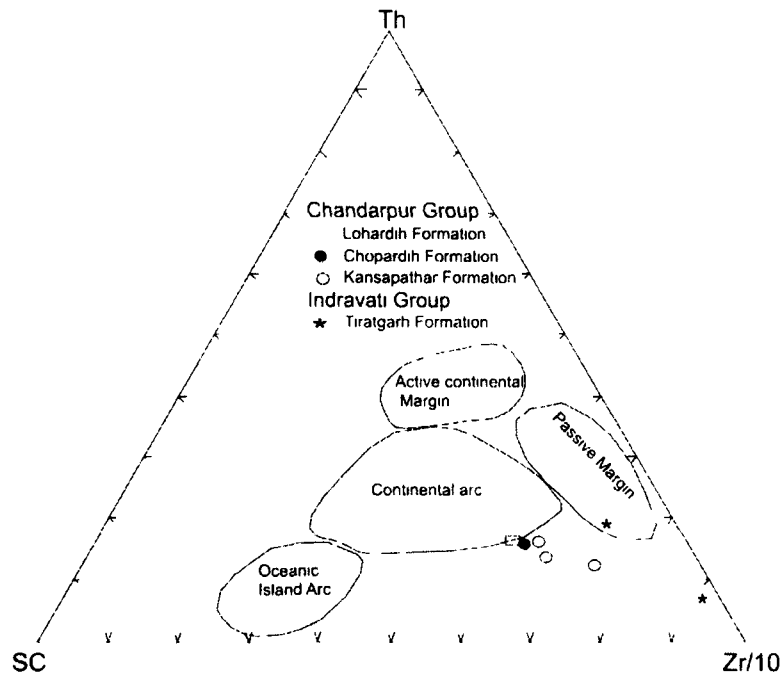 Th
Chandarpur Group
Lohardih Formation
Chopardih Formation
Kansapathar Formation
Indravati Group
Tiratgarh Formation
Active continental
Margin
Passive Margin
Continental arc
Oceanic
Island Arc
SC
Zr/10